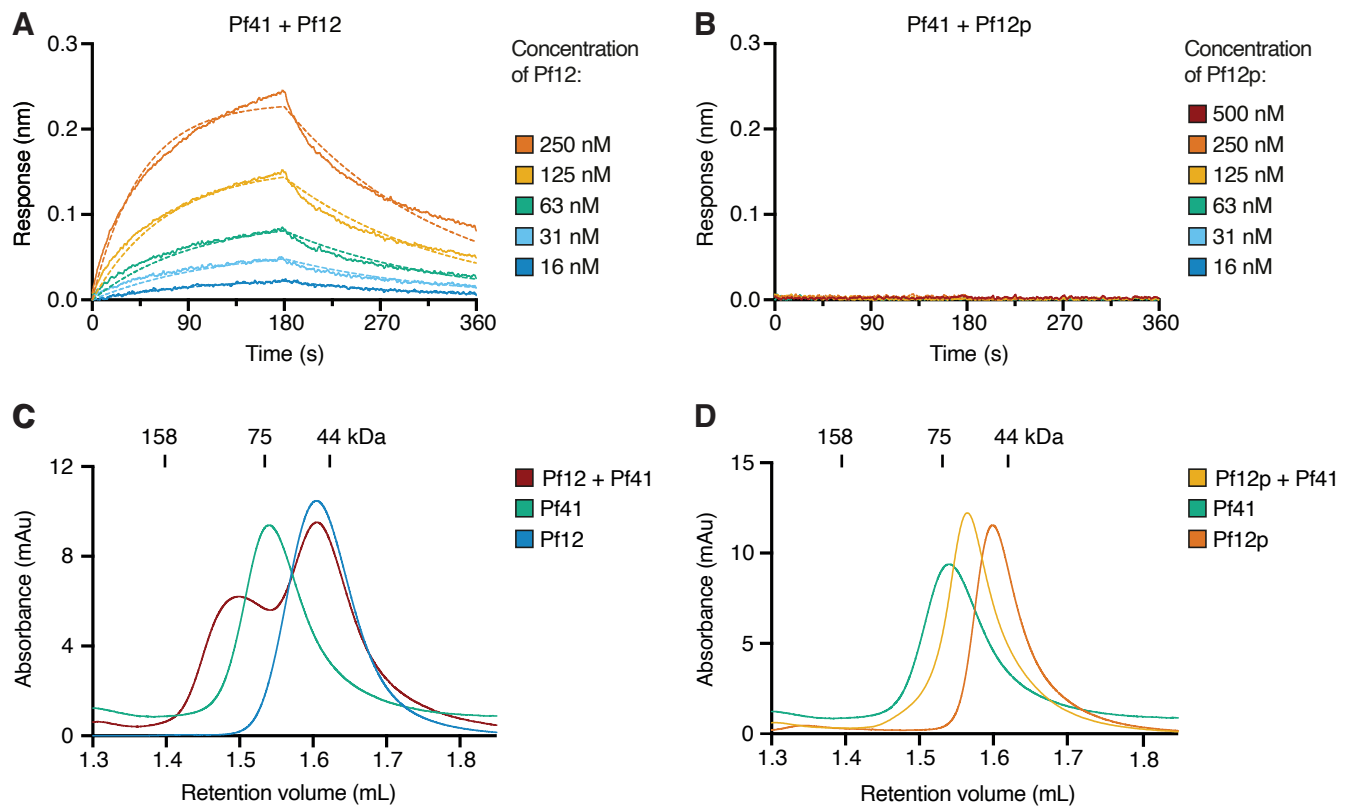 A
Pf41 + Pf12
Response (nm)
0.3
0.2
0.1
0.0
0 90 180 270 360
Time (s)
Concentration
of Pf12:
250 nM
125 nM
63 nM
31 nM
16 nM
B
Pf41 + Pf12p
Response (nm)
0.3
0.2
0.1
0.0
0 90 180 270 360
Time (s)
Concentration
of Pf12p:
500 nM
250 nM
125 nM
63 nM
31 nM
16 nM
C
158 75 44 kDa
Absorbance (mAu)
12
8
4
0
1.3 1.4 1.5 1.6 1.7 1.8
Retention volume (mL)
Pf12 + Pf41
Pf41
Pf12
D
158 75 44 kDa
Absorbance (mAu)
15
10
5
0
1.3 1.4 1.5 1.6 1.7 1.8
Retention volume (mL)
Pf12p + Pf41
Pf41
Pf12p